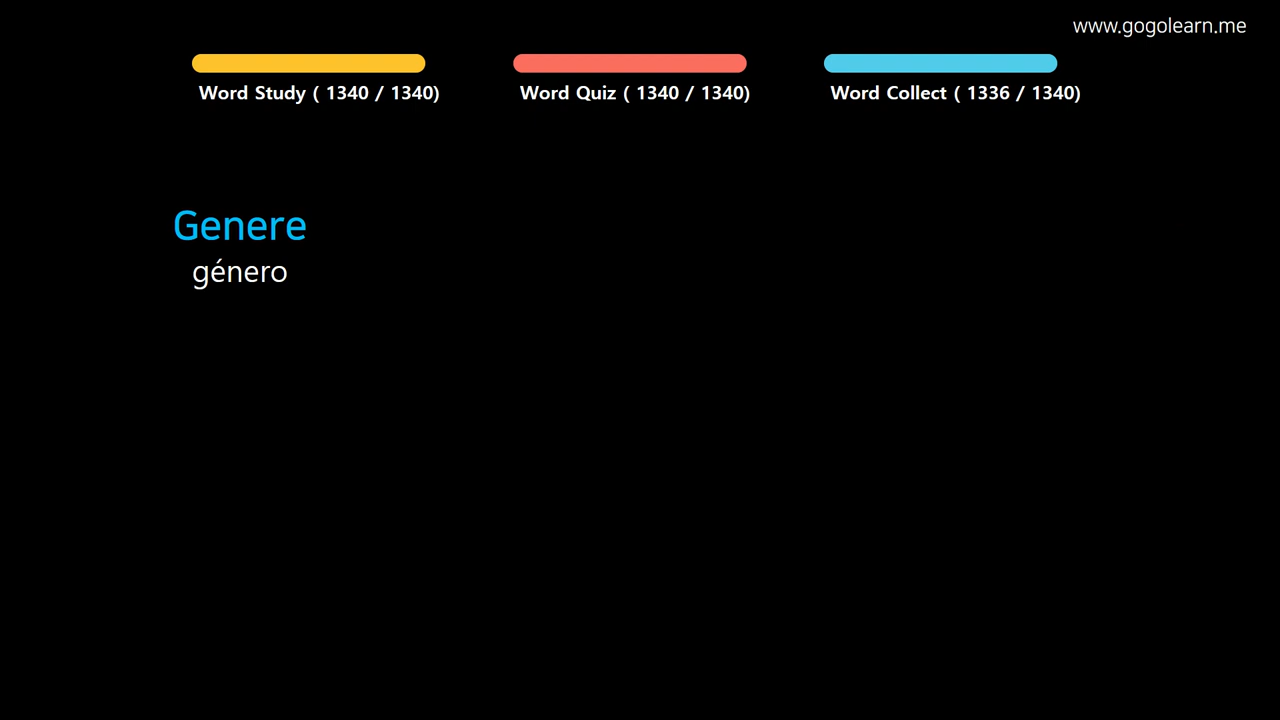 www.gogolearn.me
Word Study ( 1340 / 1340)
Word Quiz ( 1340 / 1340)
Word Collect ( 1336 / 1340)
Genere
género